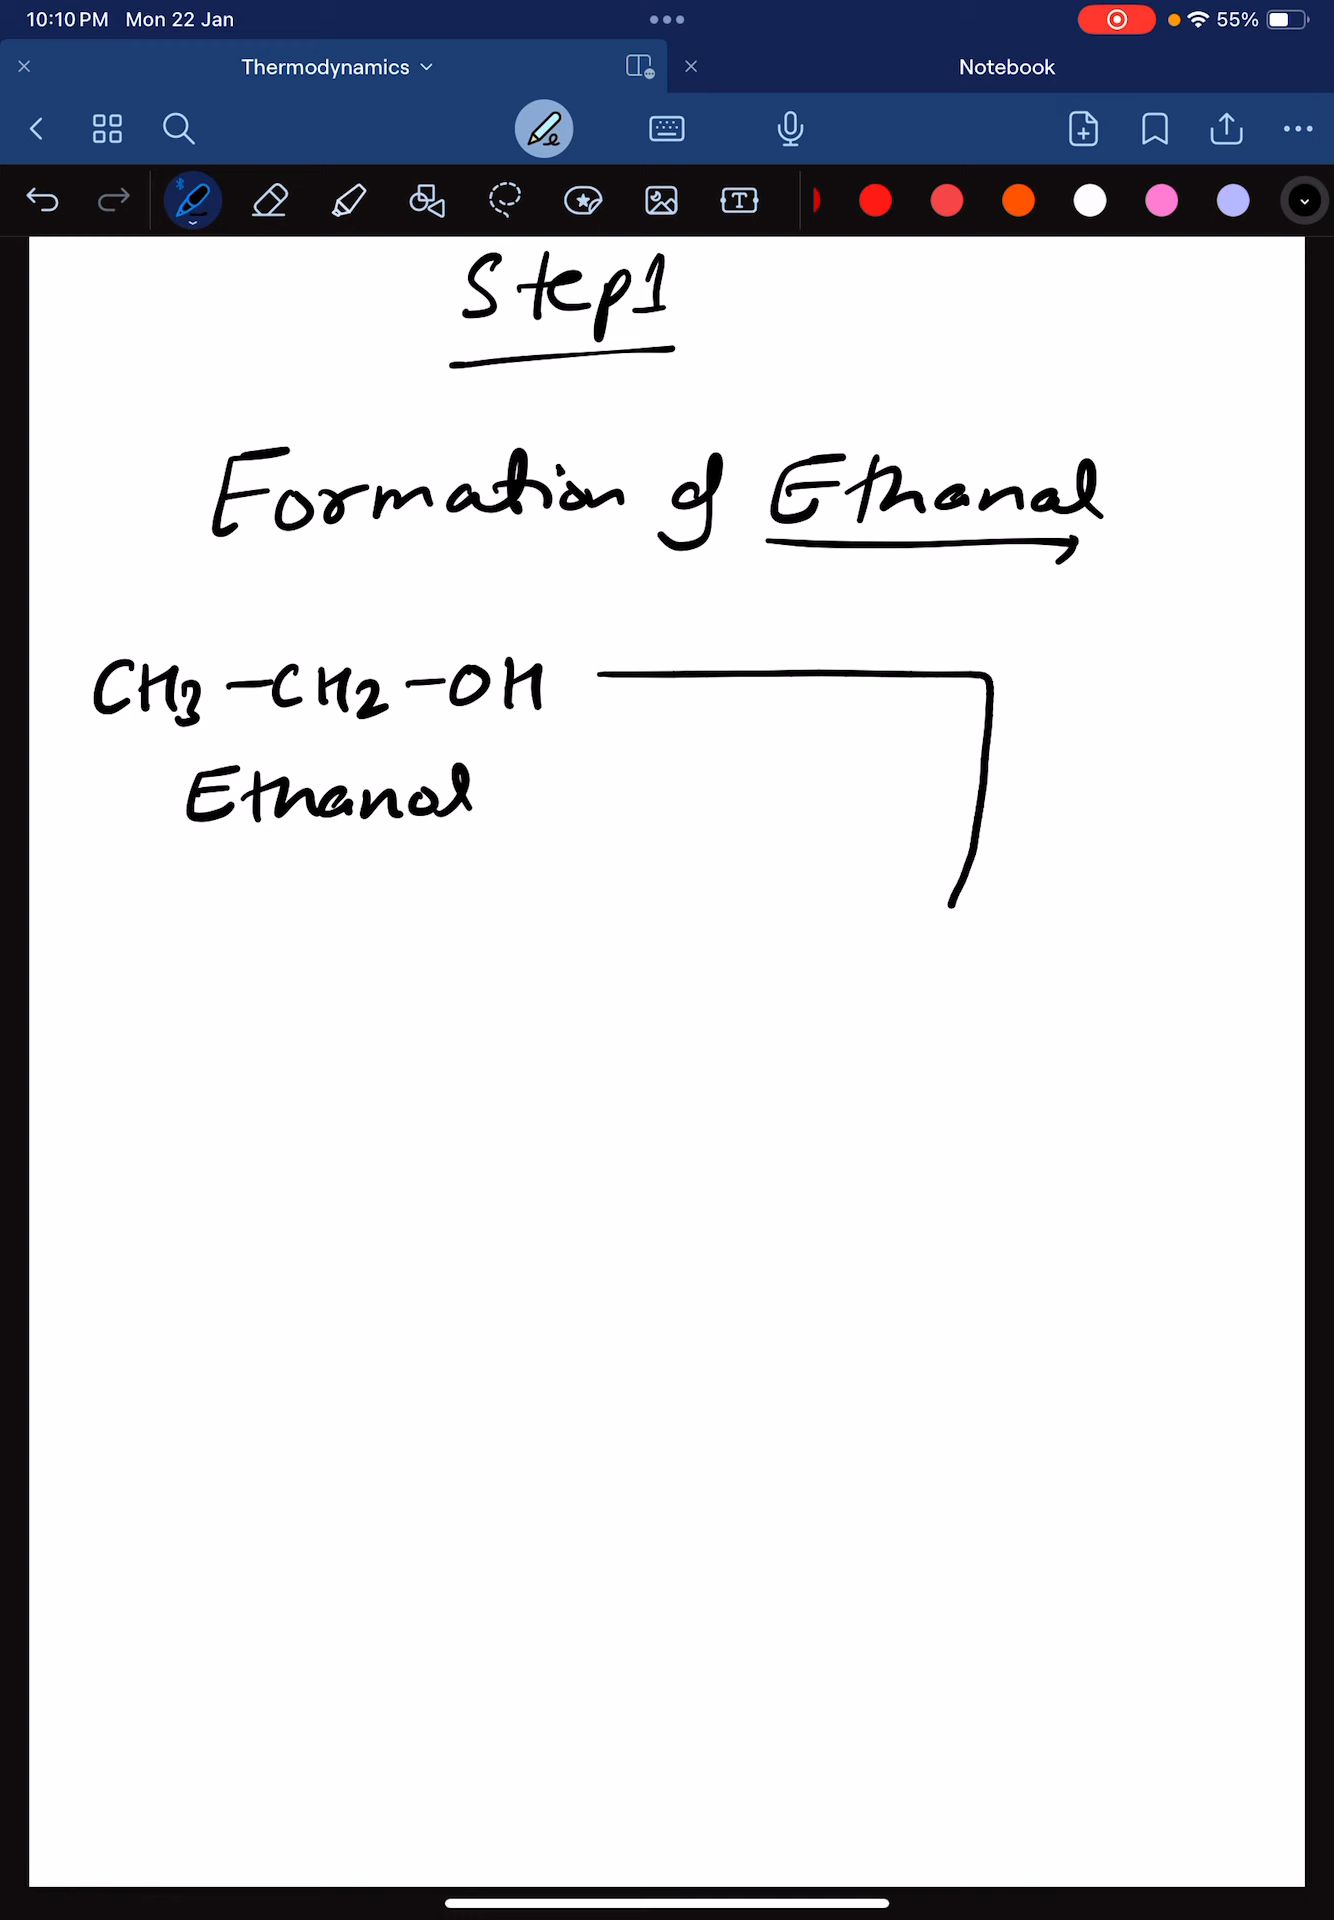 10:10 PM Mon 22 Jan 55%
Thermodynamics Notebook
Step1
Formation of Ethanal
CH3-CH2-OH
Ethanol